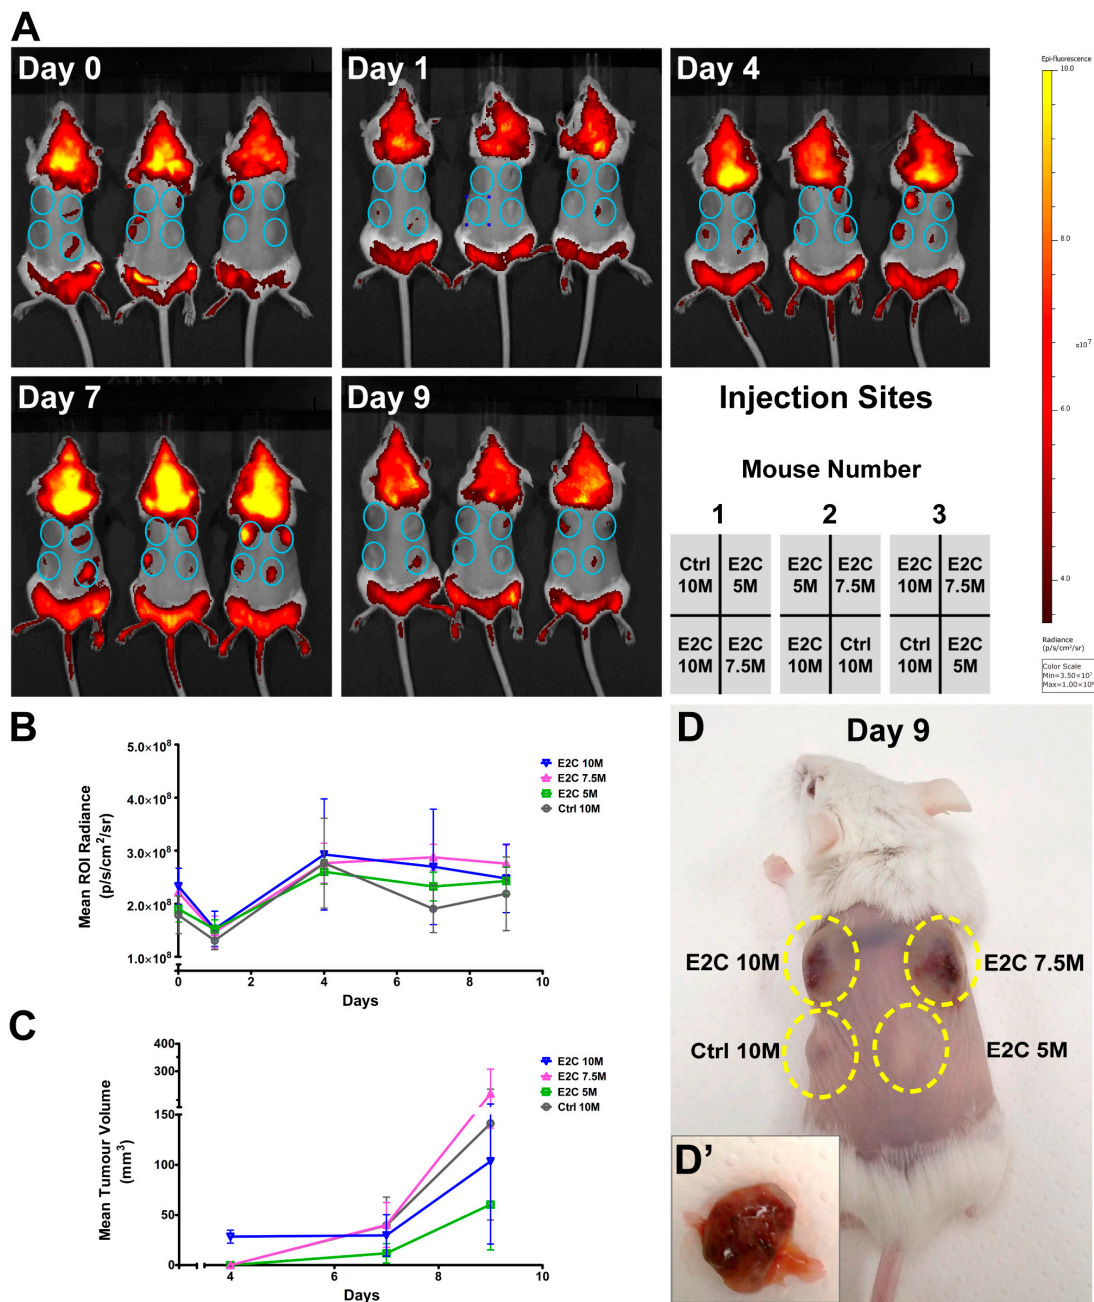 A
Day 0
Day 1
Day 4
Epi-fluorescence
10.0
8.0
x10⁷
6.0
4.0
Radiance
(p/s/cm²/sr)
Color Scale
Min=3.50×10⁷
Max=1.00×10⁸
Day 7
Day 9
Injection Sites
Mouse Number
1 2 3
Ctrl 10M E2C 5M
E2C 10M E2C 7.5M
E2C 5M E2C 7.5M
E2C 10M Ctrl 10M
E2C 10M E2C 7.5M
Ctrl 10M E2C 5M
B
Mean ROI Radiance
(p/s/cm²/sr)
5.0×10⁸
4.0×10⁸
3.0×10⁸
2.0×10⁸
1.0×10⁸
0 2 4 6 8 10
Days
E2C 10M
E2C 7.5M
E2C 5M
Ctrl 10M
C
Mean Tumour Volume
(mm³)
400
300
150
100
50
0
4 6 8 10
Days
E2C 10M
E2C 7.5M
E2C 5M
Ctrl 10M
D
Day 9
E2C 10M
E2C 7.5M
Ctrl 10M
E2C 5M
D'